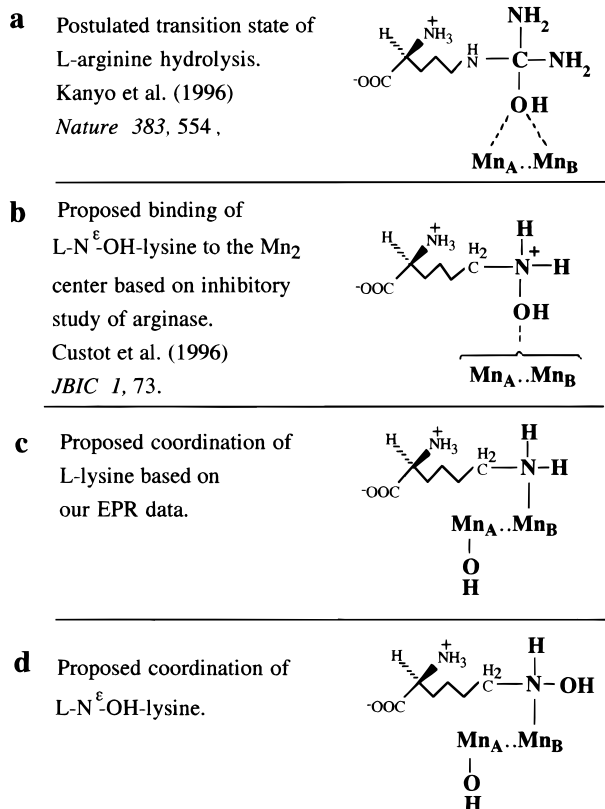 a
Postulated transition state of
L-arginine hydrolysis.
Kanyo et al. (1996)
Nature 383, 554 ,
H
+
NH3
-OOC
H
N
NH2
C-NH2
OH
MnA..MnB
b
Proposed binding of
L-Nε-OH-lysine to the Mn2
center based on inhibitory
study of arginase.
Custot et al. (1996)
JBIC 1, 73.
H
+
NH3
-OOC
H2
C
H
+
N-H
OH
MnA..MnB
c
Proposed coordination of
L-lysine based on
our EPR data.
H
+
NH3
-OOC
H2
C
H
N-H
MnA..MnB
O
H
d
Proposed coordination of
L-Nε-OH-lysine.
H
+
NH3
-OOC
H2
C
H
N-OH
MnA..MnB
O
H